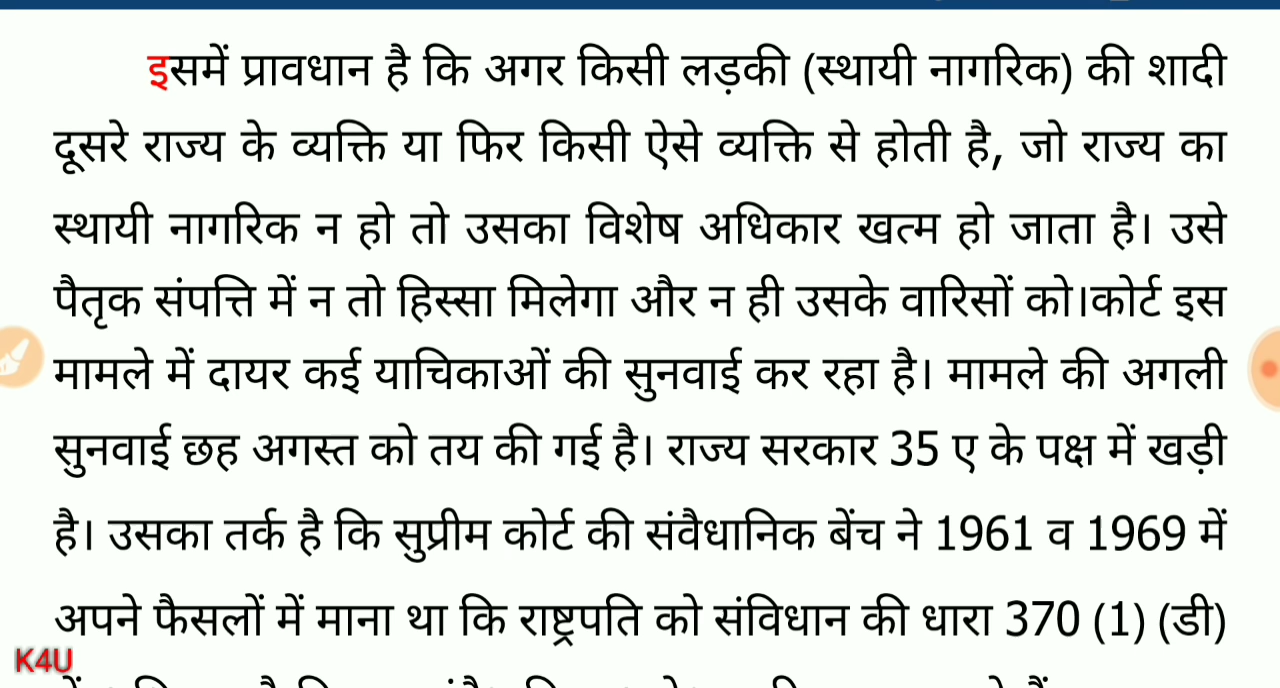 इसमें प्रावधान है कि अगर किसी लड़की (स्थायी नागरिक) की शादी
दूसरे राज्य के व्यक्ति या फिर किसी ऐसे व्यक्ति से होती है, जो राज्य का
स्थायी नागरिक न हो तो उसका विशेष अधिकार खत्म हो जाता है। उसे
पैतृक संपत्ति में न तो हिस्सा मिलेगा और न ही उसके वारिसों को।कोर्ट इस
मामले में दायर कई याचिकाओं की सुनवाई कर रहा है। मामले की अगली
सुनवाई छह अगस्त को तय की गई है। राज्य सरकार 35 ए के पक्ष में खड़ी
है। उसका तर्क है कि सुप्रीम कोर्ट की संवैधानिक बेंच ने 1961 व 1969 में
अपने फैसलों में माना था कि राष्ट्रपति को संविधान की धारा 370 (1) (डी)
K4U